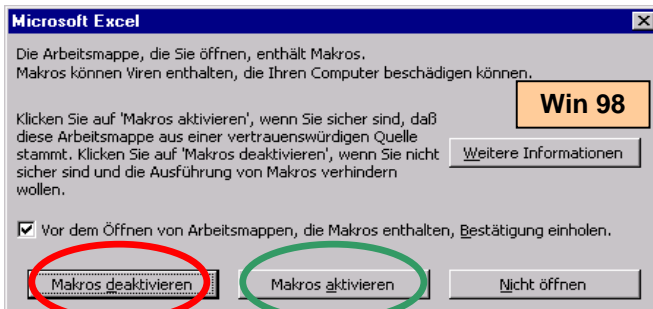 Microsoft Excel
Die Arbeitsmappe, die Sie öffnen, enthält Makros.
Makros können Viren enthalten, die Ihren Computer beschädigen können.
Win 98
Klicken Sie auf 'Makros aktivieren', wenn Sie sicher sind, daß
diese Arbeitsmappe aus einer vertrauenswürdigen Quelle
stammt. Klicken Sie auf 'Makros deaktivieren', wenn Sie nicht
sicher sind und die Ausführung von Makros verhindern
wollen.
Weitere Informationen
Vor dem Öffnen von Arbeitsmappen, die Makros enthalten, Bestätigung einholen.
Makros deaktivieren
Makros aktivieren
Nicht öffnen